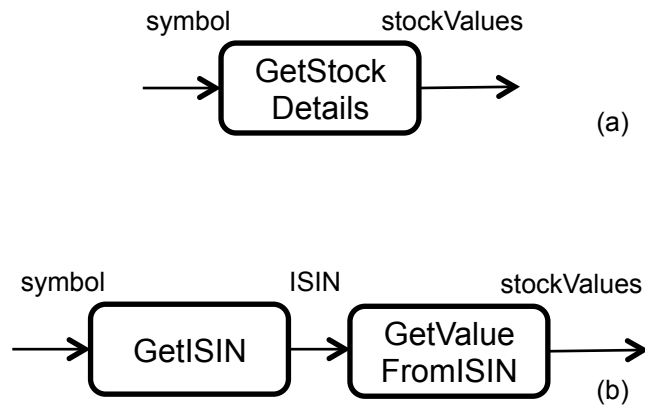 symbol
stockValues
GetStock
Details
(a)
symbol
ISIN
stockValues
GetISIN
GetValue
FromISIN
(b)